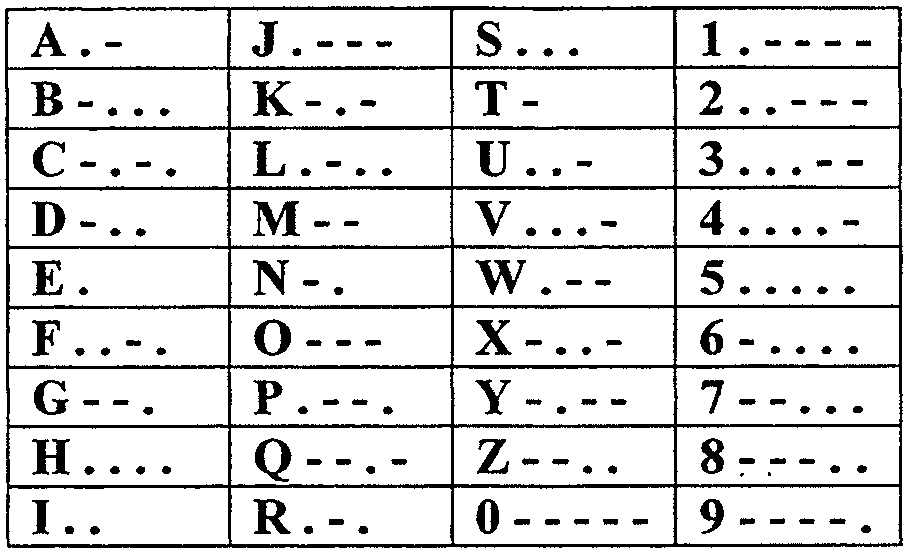 A . - J . - - - S . . . 1 . - - - -
B - . . . K - . - T - 2 . . - - -
C - . - . L . - . . U . . - 3 . . . - -
D - . . M - - V . . . - 4 . . . . -
E . N - . W . - - 5 . . . . .
F . . - . O - - - X - . . - 6 - . . . .
G - - . P . - - . Y - . - - 7 - - . . .
H . . . . Q - - . - Z - - . . 8 - - - . .
I . . R . - . 0 - - - - - 9 - - - - .